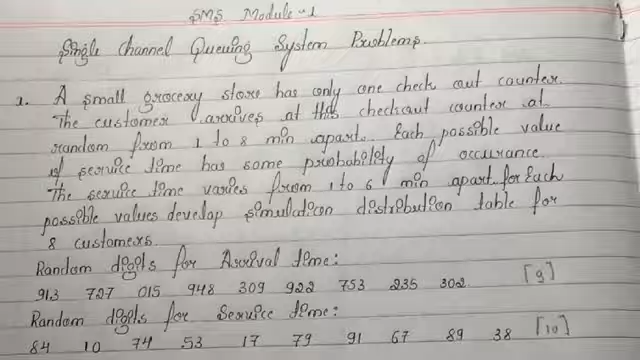 SMS Module-1
Single Channel Queuing System Problems.
1. A small grocery store has only one check out counter.
The customer arrives at this checkout counter at
random from 1 to 8 min apart. Each possible value
of service time has some probability of occurance.
The service time varies from 1 to 6 min apart. for Each
possible values develop simulation distribution table for
8 customers.
Random digits for Arrival time:
913 727 015 948 309 922 753 235 302 [9]
Random digits for Service time:
84 10 74 53 17 79 91 67 89 38 [10]